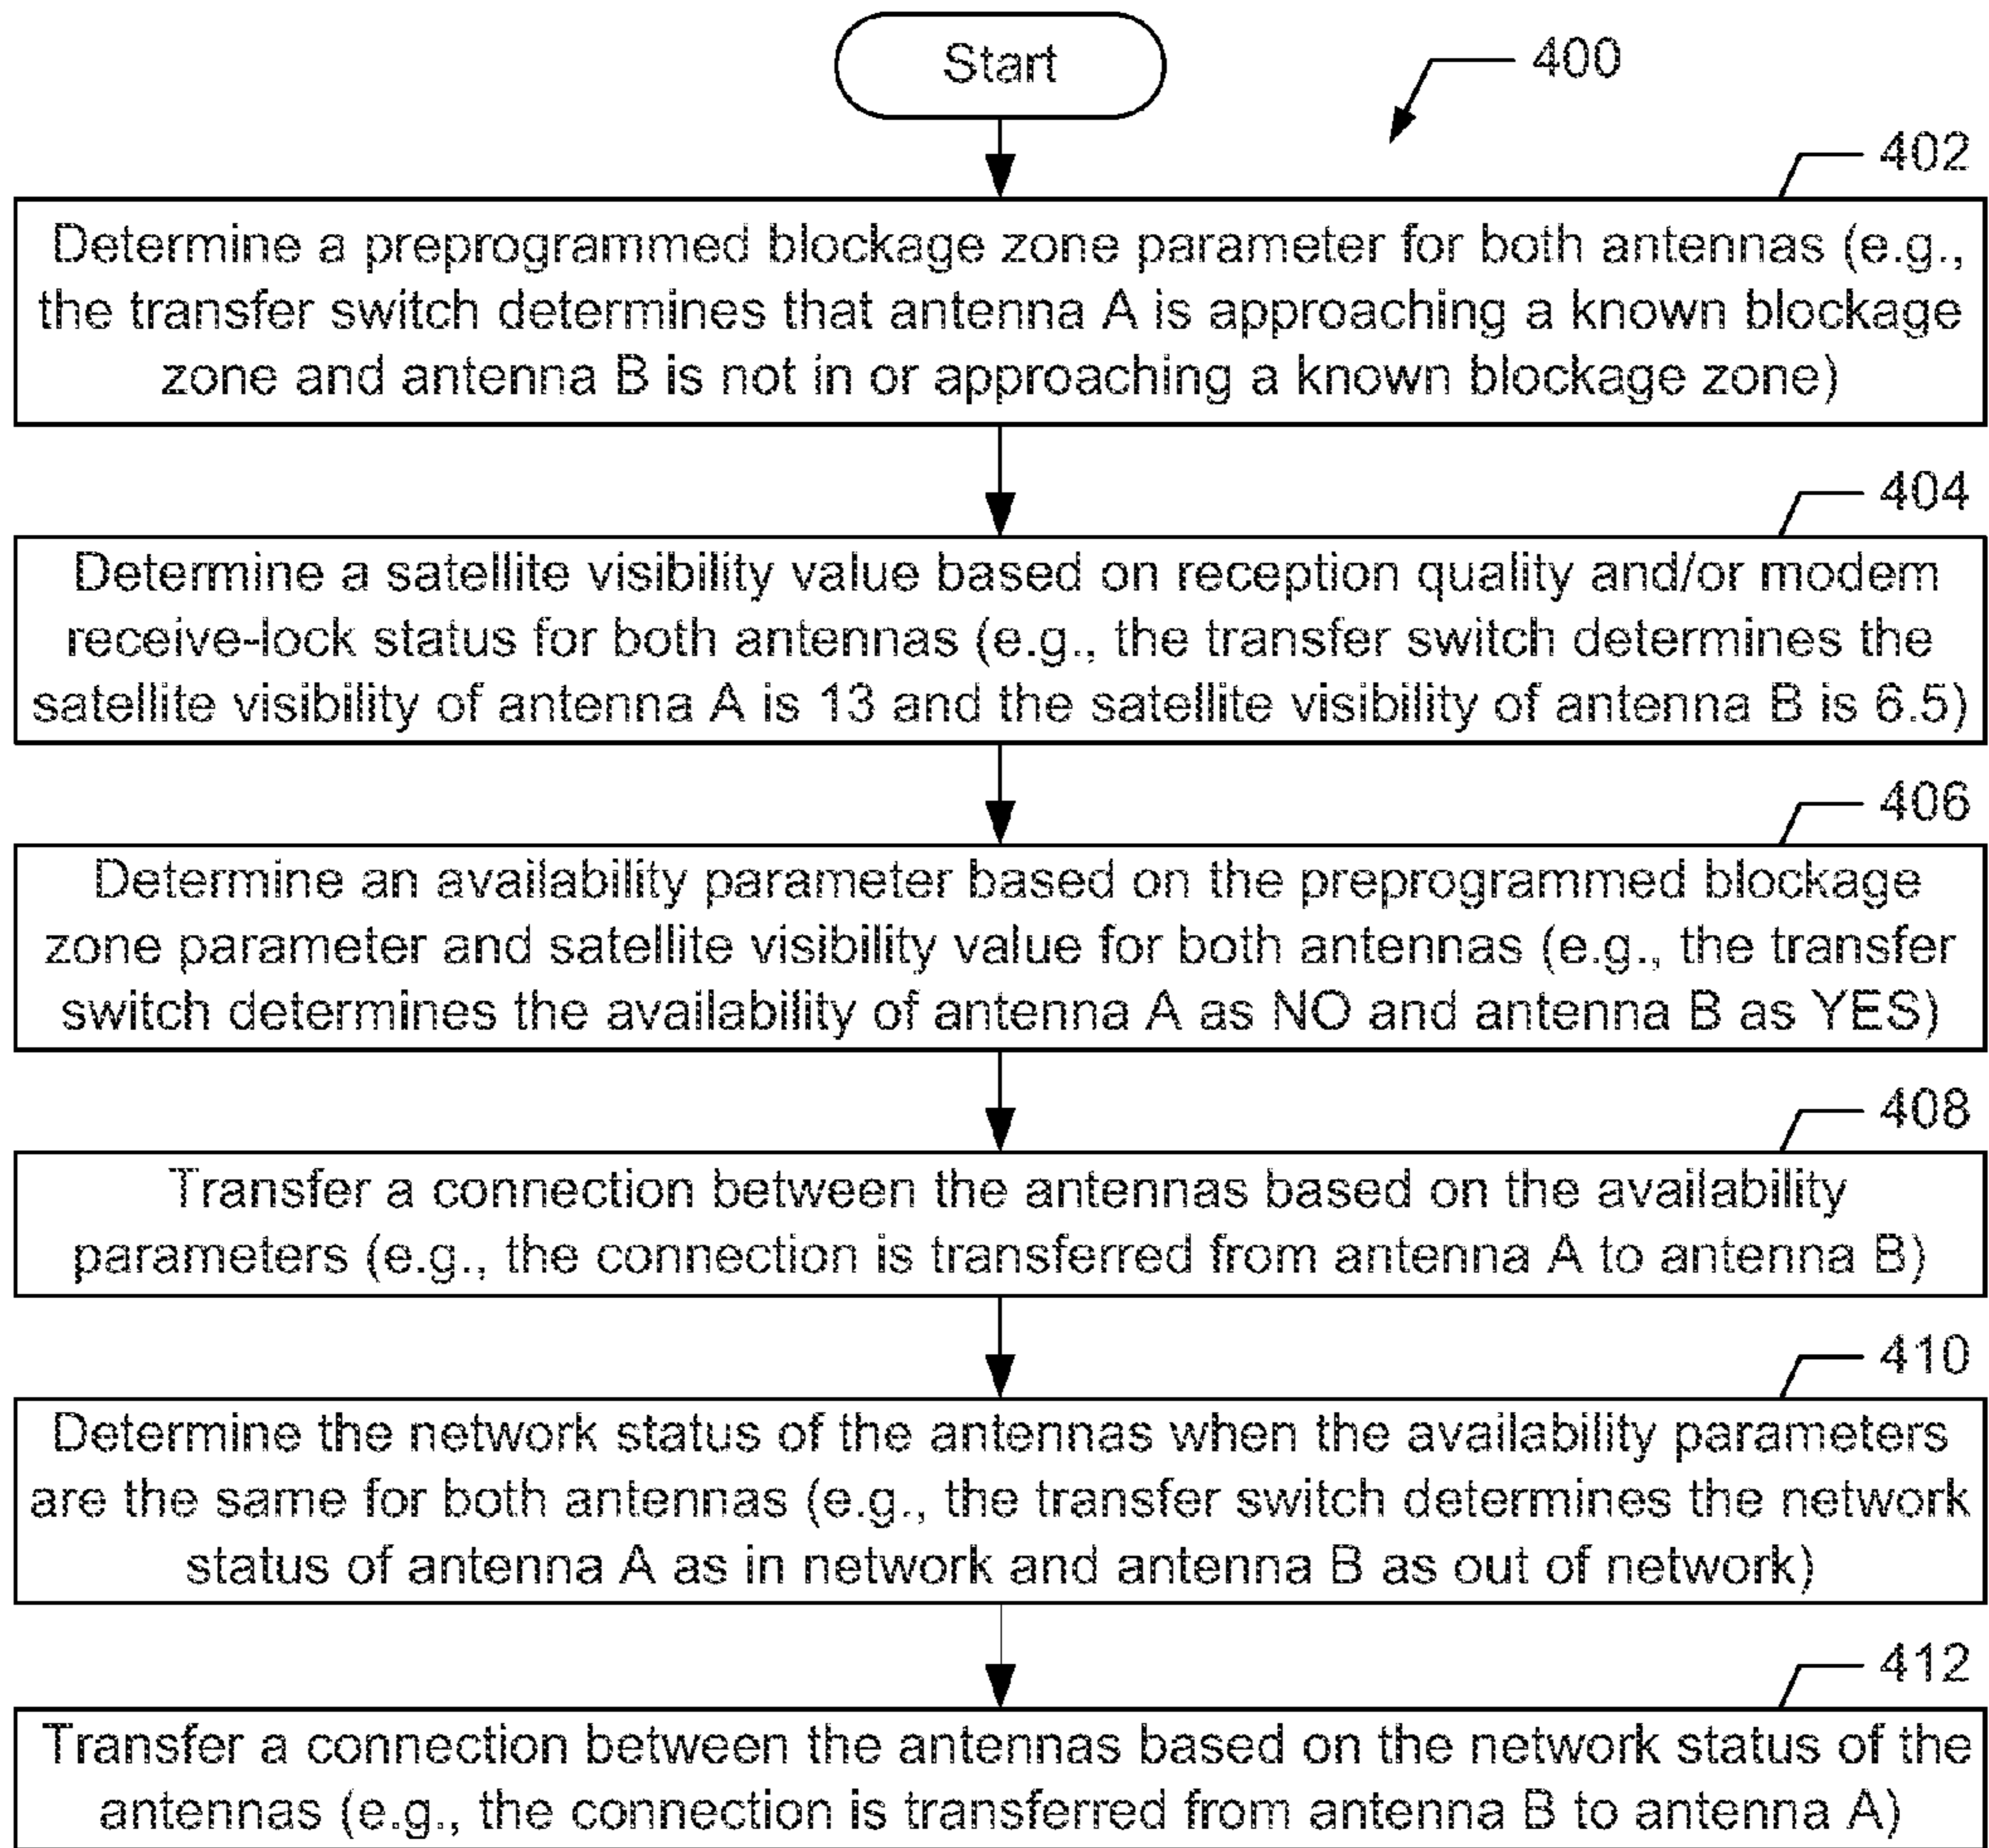 Start
400
402
Determine a preprogrammed blockage zone parameter for both antennas (e.g.,
the transfer switch determines that antenna A is approaching a known blockage
zone and antenna B is not in or approaching a known blockage zone)
404
Determine a satellite visibility value based on reception quality and/or modem
receive-lock status for both antennas (e.g., the transfer switch determines the
satellite visibility of antenna A is 13 and the satellite visibility of antenna B is 6.5)
406
Determine an availability parameter based on the preprogrammed blockage
zone parameter and satellite visibility value for both antennas (e.g., the transfer
switch determines the availability of antenna A as NO and antenna B as YES)
408
Transfer a connection between the antennas based on the availability
parameters (e.g., the connection is transferred from antenna A to antenna B)
410
Determine the network status of the antennas when the availability parameters
are the same for both antennas (e.g., the transfer switch determines the network
status of antenna A as in network and antenna B as out of network)
412
Transfer a connection between the antennas based on the network status of the
antennas (e.g., the connection is transferred from antenna B to antenna A)